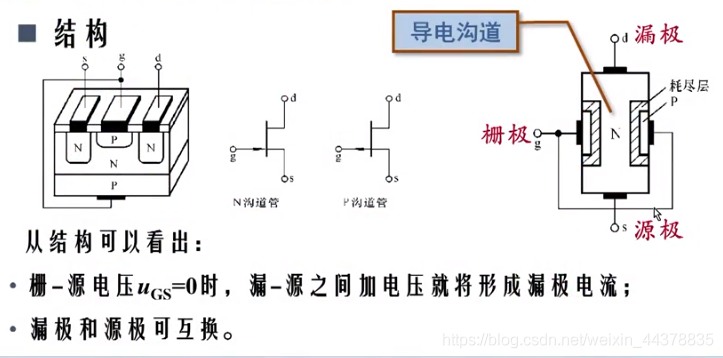 结构
导电沟道
s g d
P
N N
N
P
d
g
s
N沟道管
d
g
s
P沟道管
d 漏极
耗尽层
P
N
栅极
g
s 源极
从结构可以看出：
• 栅-源电压uGS=0时，漏-源之间加电压就将形成漏极电流；
• 漏极和源极可互换。
https://blog.csdn.net/weixin_44378835